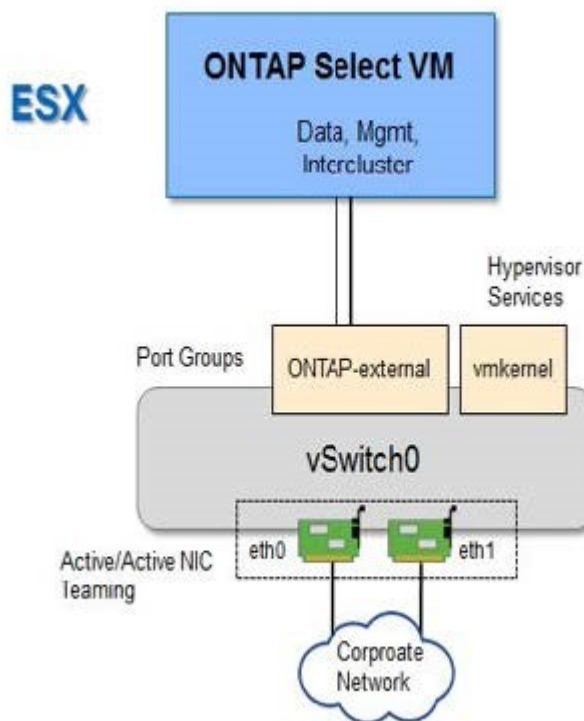 ESX
ONTAP Select VM
Data, Mgmt,
Intercluster
Hypervisor
Services
Port Groups
ONTAP-external
vmkernel
vSwitch0
eth0
eth1
Active/Active NIC
Teaming
Corproate
Network